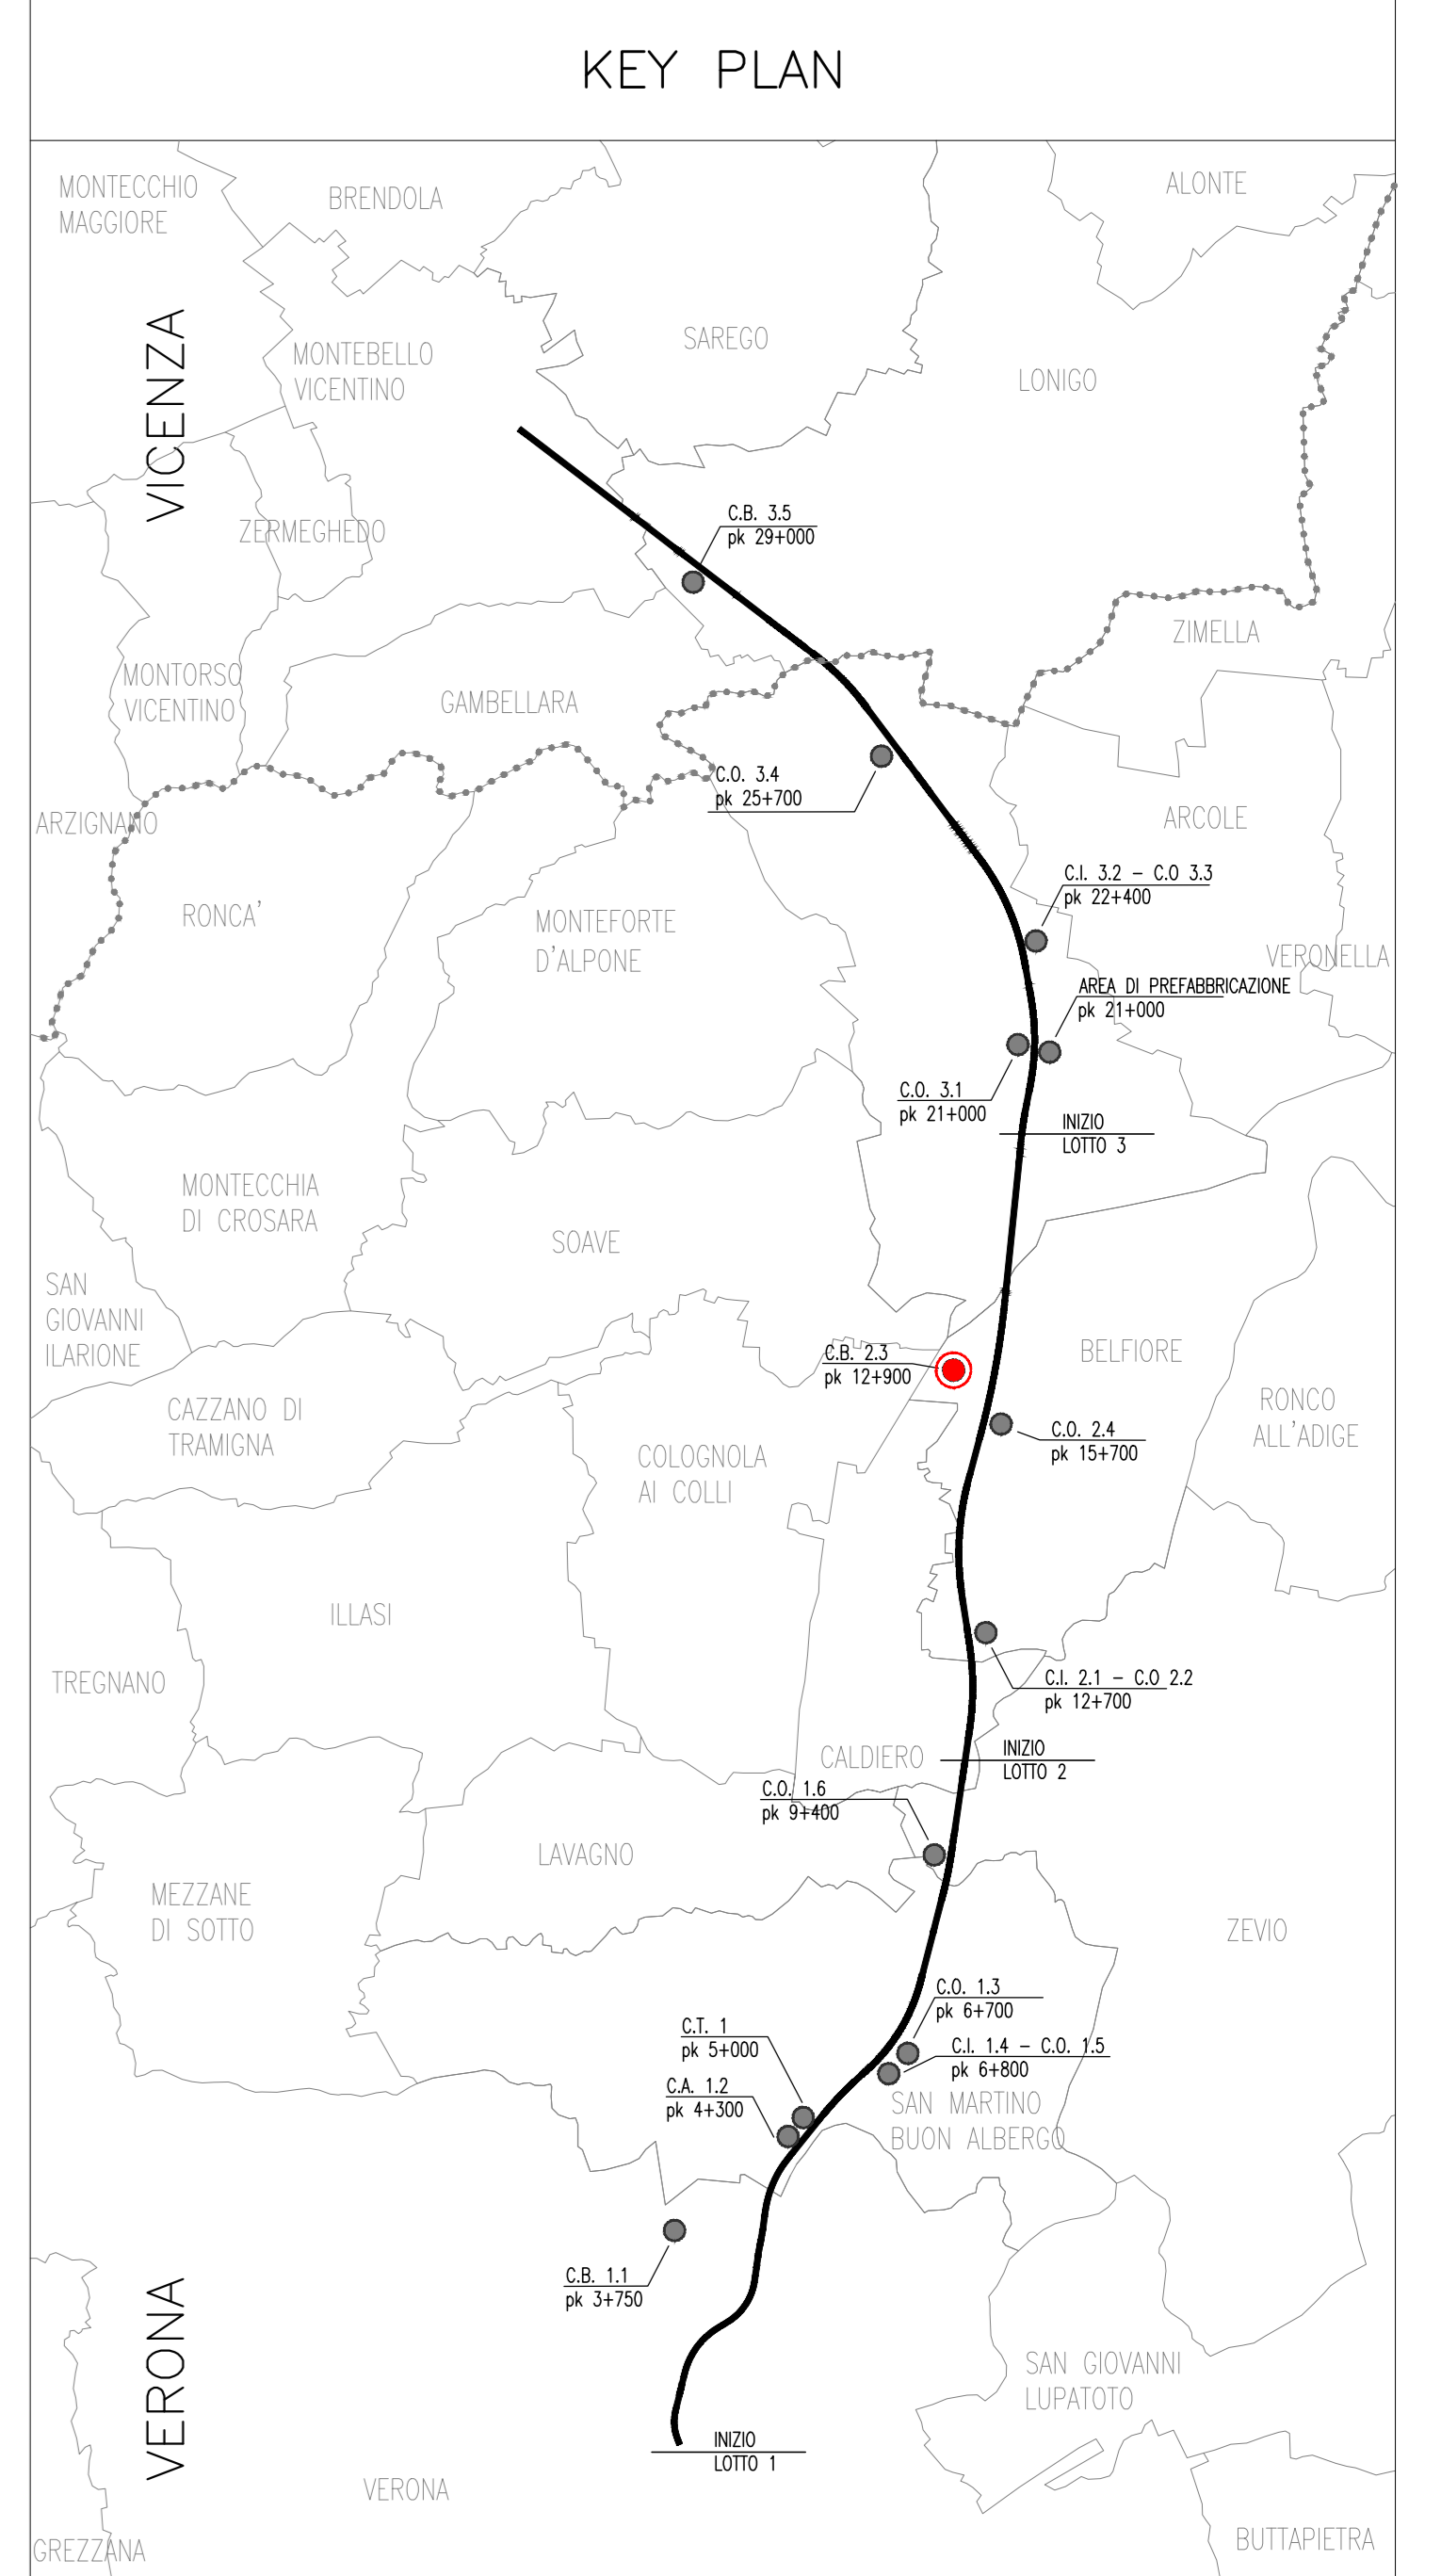 KEY PLAN
MONTECCHIO
MAGGIORE
BRENDOLA
ALONTE
VICENZA
MONTEBELLO
VICENTINO
SAREGO
LONIGO
C.B. 3.5
pk 29+000
ZERMEGHEDO
ZIMELLA
MONTORSO
VICENTINO
GAMBELLARA
C.O. 3.4
pk 25+700
ARZIGNANO
ARCOLE
C.I. 3.2 - C.O 3.3
pk 22+400
RONCA'
MONTEFORTE
D'ALPONE
VERONELLA
AREA DI PREFABBRICAZIONE
pk 21+000
C.O. 3.1
pk 21+000
INIZIO
LOTTO 3
MONTECCHIA
DI CROSARA
SOAVE
SAN
GIOVANNI
ILARIONE
C.B. 2.3
pk 12+900
BELFIORE
CAZZANO DI
TRAMIGNA
RONCO
ALL'ADIGE
C.O. 2.4
pk 15+700
COLOGNOLA
AI COLLI
ILLASI
TREGNANO
C.I. 2.1 - C.O 2.2
pk 12+700
CALDIERO
INIZIO
LOTTO 2
C.O. 1.6
pk 9+400
LAVAGNO
MEZZANE
DI SOTTO
ZEVIO
C.O. 1.3
pk 6+700
C.T. 1
pk 5+000
C.I. 1.4 - C.O. 1.5
pk 6+800
C.A. 1.2
pk 4+300
SAN MARTINO
BUON ALBERGO
C.B. 1.1
pk 3+750
VERONA
SAN GIOVANNI
LUPATOTO
INIZIO
LOTTO 1
VERONA
GREZZANA
BUTTAPIETRA